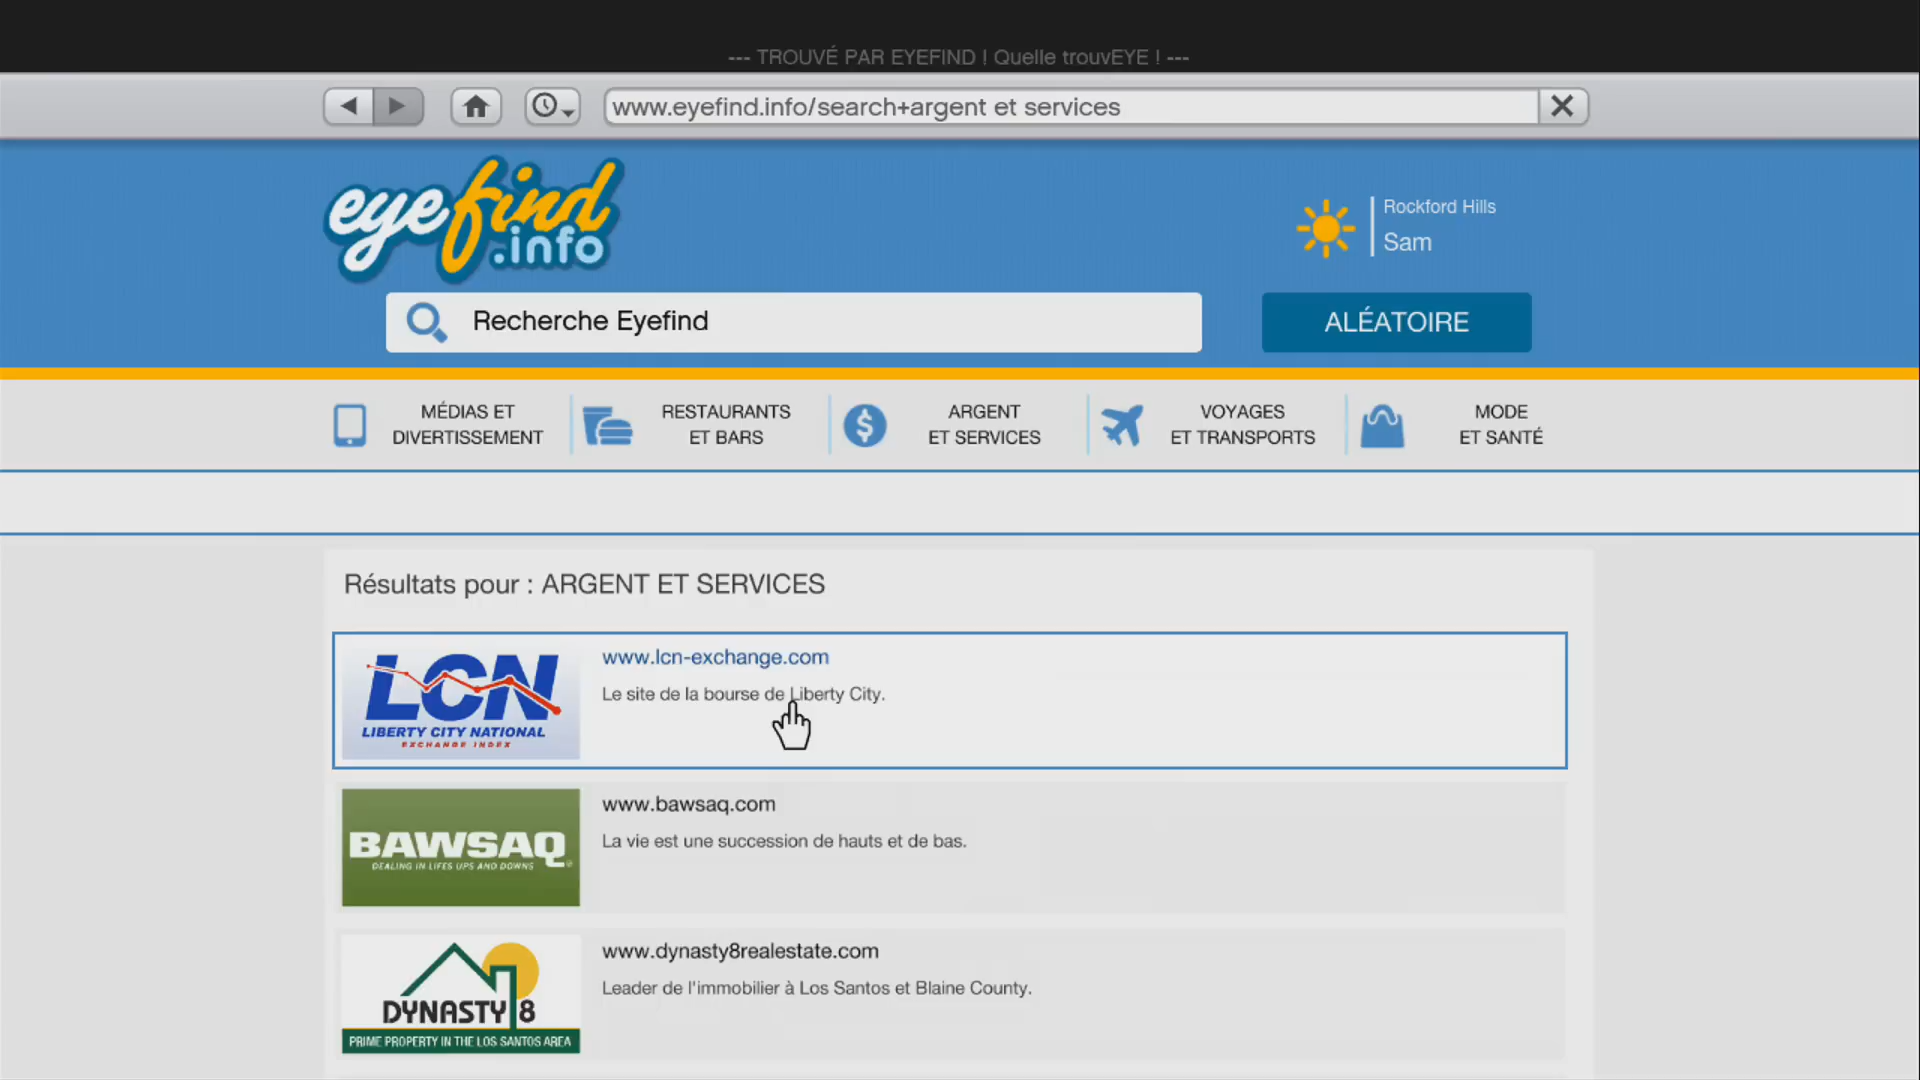 --- TROUVÉ PAR EYEFIND ! Quelle trouvEYE ! ---
www.eyefind.info/search+argent et services
eyefind
.info
Rockford Hills
Sam
Recherche Eyefind
ALÉATOIRE
MÉDIAS ET
DIVERTISSEMENT
RESTAURANTS
ET BARS
ARGENT
ET SERVICES
VOYAGES
ET TRANSPORTS
MODE
ET SANTÉ
Résultats pour : ARGENT ET SERVICES
LCN
LIBERTY CITY NATIONAL
EXCHANGE INDEX
www.lcn-exchange.com
Le site de la bourse de Liberty City.
BAWSAQ
DEALING IN LIFES UPS AND DOWNS
www.bawsaq.com
La vie est une succession de hauts et de bas.
DYNASTY 8
PRIME PROPERTY IN THE LOS SANTOS AREA
www.dynasty8realestate.com
Leader de l'immobilier à Los Santos et Blaine County.